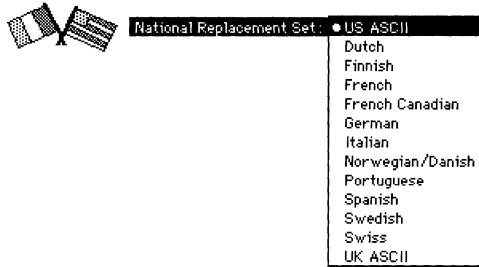 National Replacement Set: US ASCII
Dutch
Finnish
French
French Canadian
German
Italian
Norwegian/Danish
Portuguese
Spanish
Swedish
Swiss
UK ASCII